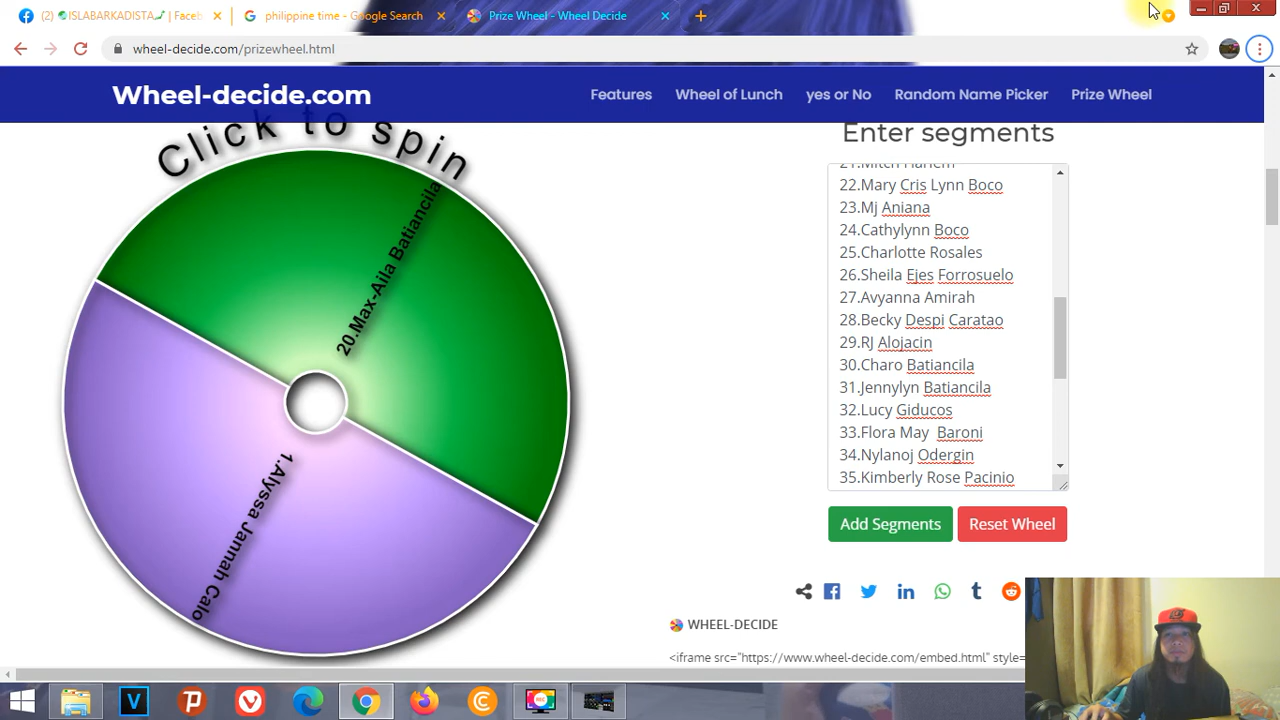 (2) ISLABARKADISTA | Faceb
philippine time - Google Search
Prize Wheel - Wheel Decide
wheel-decide.com/prizewheel.html
Wheel-decide.com
Features
Wheel of Lunch
yes or No
Random Name Picker
Prize Wheel
Click to spin
20.Max-Aila Batiancila
1.Alyssa Jannah Calo
Enter segments
21.Mitch Harlem
22.Mary Cris Lynn Boco
23.Mj Aniana
24.Cathylynn Boco
25.Charlotte Rosales
26.Sheila Ejes Forrosuelo
27.Avyanna Amirah
28.Becky Despi Caratao
29.RJ Alojacin
30.Charo Batiancila
31.Jennylyn Batiancila
32.Lucy Giducos
33.Flora May  Baroni
34.Nylanoj Odergin
35.Kimberly Rose Pacinio
Add Segments
Reset Wheel
WHEEL-DECIDE
<iframe src="https://www.wheel-decide.com/embed.html" style=